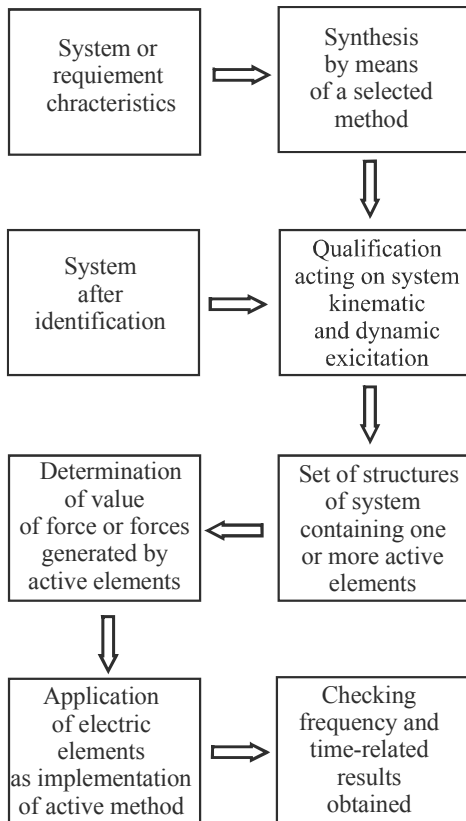 System or
requiement
chracteristics
Synthesis
by means
of a selected
method
System
after
identification
Qualification
acting on system
kinematic
and dynamic
exicitation
Determination
of value
of force or forces
generated by
active elements
Set of structures
of system
containing one
or more active
elements
Application
of electric
elements
as implementation
of active method
Checking
frequency and
time-related
results
obtained